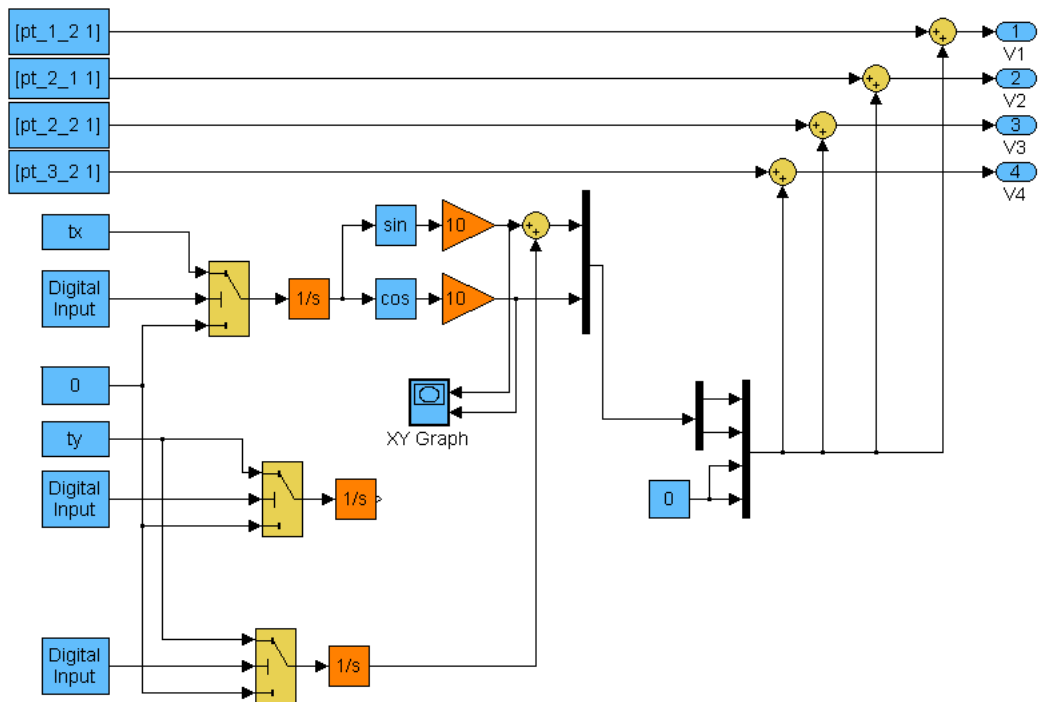 [pt_1_2 1]
1
V1
[pt_2_1 1]
2
V2
[pt_2_2 1]
3
V3
[pt_3_2 1]
4
V4
tx
sin
10
Digital
Input
1/s
cos
10
0
XY Graph
ty
Digital
Input
1/s
0
Digital
Input
1/s